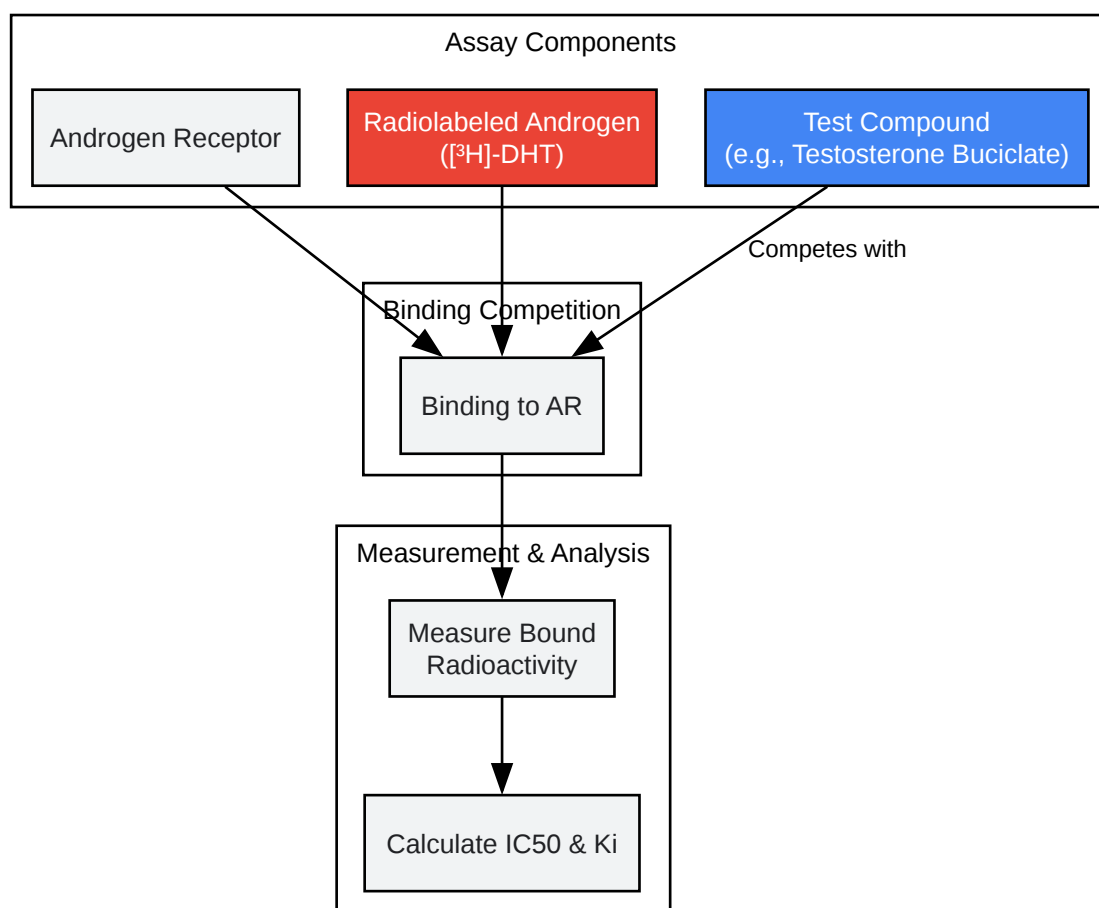 Assay Components
Androgen Receptor
Radiolabeled Androgen
([³H]-DHT)
Test Compound
(e.g., Testosterone Buciclate)
Competes with
Binding Competition
Binding to AR
Measurement & Analysis
Measure Bound
Radioactivity
Calculate IC50 & Ki